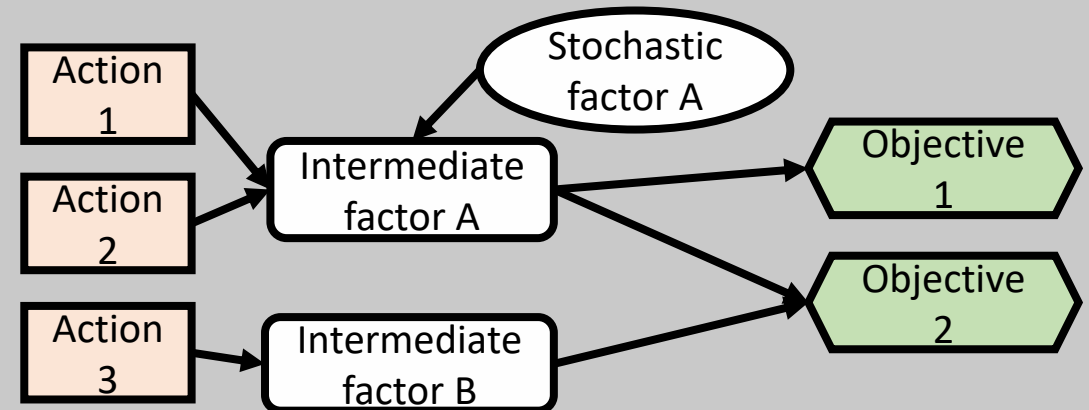 Action
1
Stochastic
factor A
Intermediate
factor A
Objective
1
Action
2
Objective
2
Action
3
Intermediate
factor B